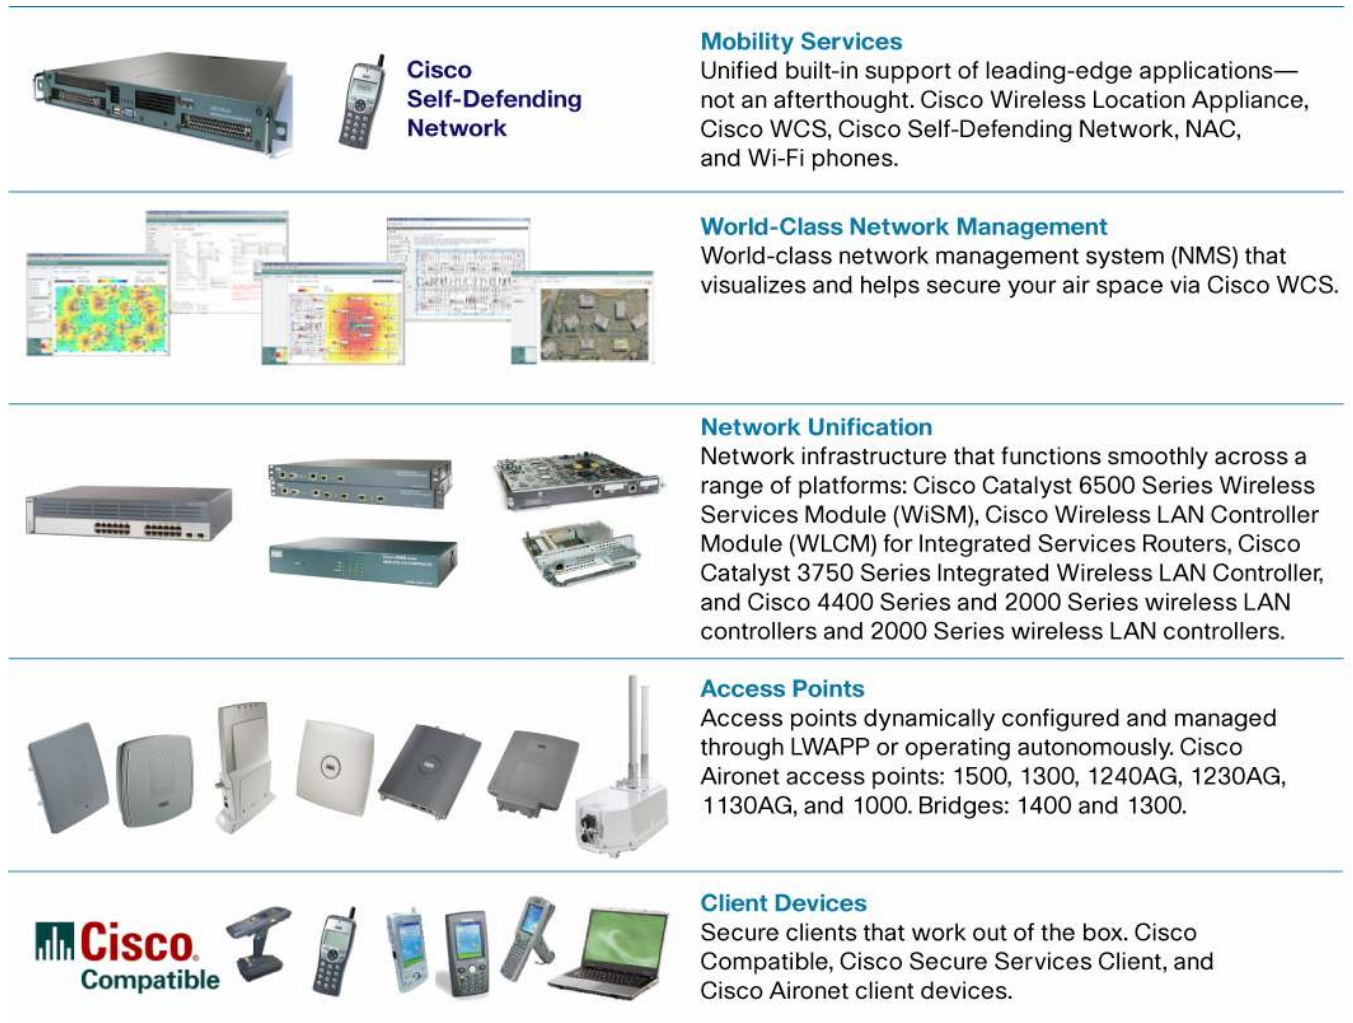 Cisco
Self-Defending
Network
Mobility Services
Unified built-in support of leading-edge applications—
not an afterthought. Cisco Wireless Location Appliance,
Cisco WCS, Cisco Self-Defending Network, NAC,
and Wi-Fi phones.
World-Class Network Management
World-class network management system (NMS) that
visualizes and helps secure your air space via Cisco WCS.
Network Unification
Network infrastructure that functions smoothly across a
range of platforms: Cisco Catalyst 6500 Series Wireless
Services Module (WiSM), Cisco Wireless LAN Controller
Module (WLCM) for Integrated Services Routers, Cisco
Catalyst 3750 Series Integrated Wireless LAN Controller,
and Cisco 4400 Series and 2000 Series wireless LAN
controllers and 2000 Series wireless LAN controllers.
Access Points
Access points dynamically configured and managed
through LWAPP or operating autonomously. Cisco
Aironet access points: 1500, 1300, 1240AG, 1230AG,
1130AG, and 1000. Bridges: 1400 and 1300.
Cisco
Compatible
Client Devices
Secure clients that work out of the box. Cisco
Compatible, Cisco Secure Services Client, and
Cisco Aironet client devices.